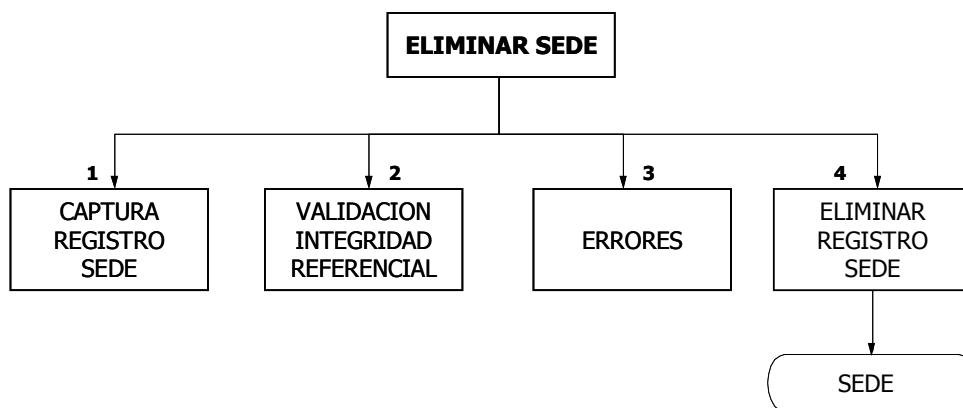 ELIMINAR SEDE
1
CAPTURA
REGISTRO
SEDE
2
VALIDACION
INTEGRIDAD
REFERENCIAL
3
ERRORES
4
ELIMINAR
REGISTRO
SEDE
SEDE